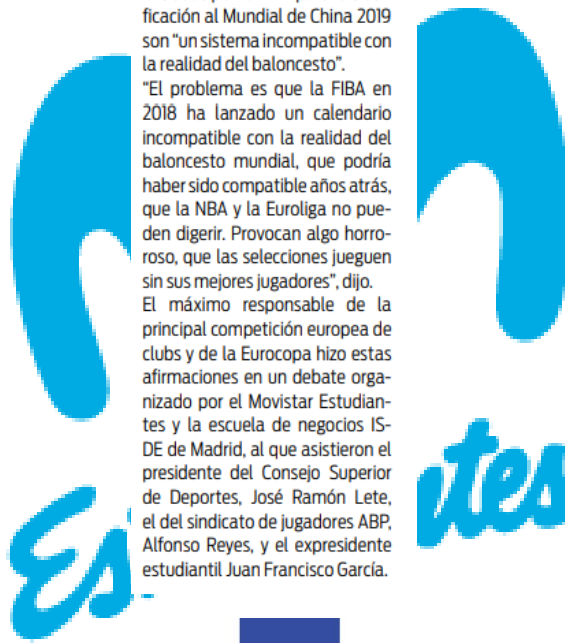 ficación al Mundial de China 2019
son “un sistema incompatible con
la realidad del baloncesto”.
“El problema es que la FIBA en
2018 ha lanzado un calendario
incompatible con la realidad del
baloncesto mundial, que podría
haber sido compatible años atrás,
que la NBA y la Euroliga no pue-
den digerir. Provocan algo horro-
roso, que las selecciones jueguen
sin sus mejores jugadores”, dijo.
El máximo responsable de la
principal competición europea de
clubs y de la Eurocopa hizo estas
afirmaciones en un debate orga-
nizado por el Movistar Estudian-
tes y la escuela de negocios IS-
DE de Madrid, al que asistieron el
presidente del Consejo Superior
de Deportes, José Ramón Lete,
el del sindicato de jugadores ABP,
Alfonso Reyes, y el expresidente
estudiantil Juan Francisco García.
Es
ntes